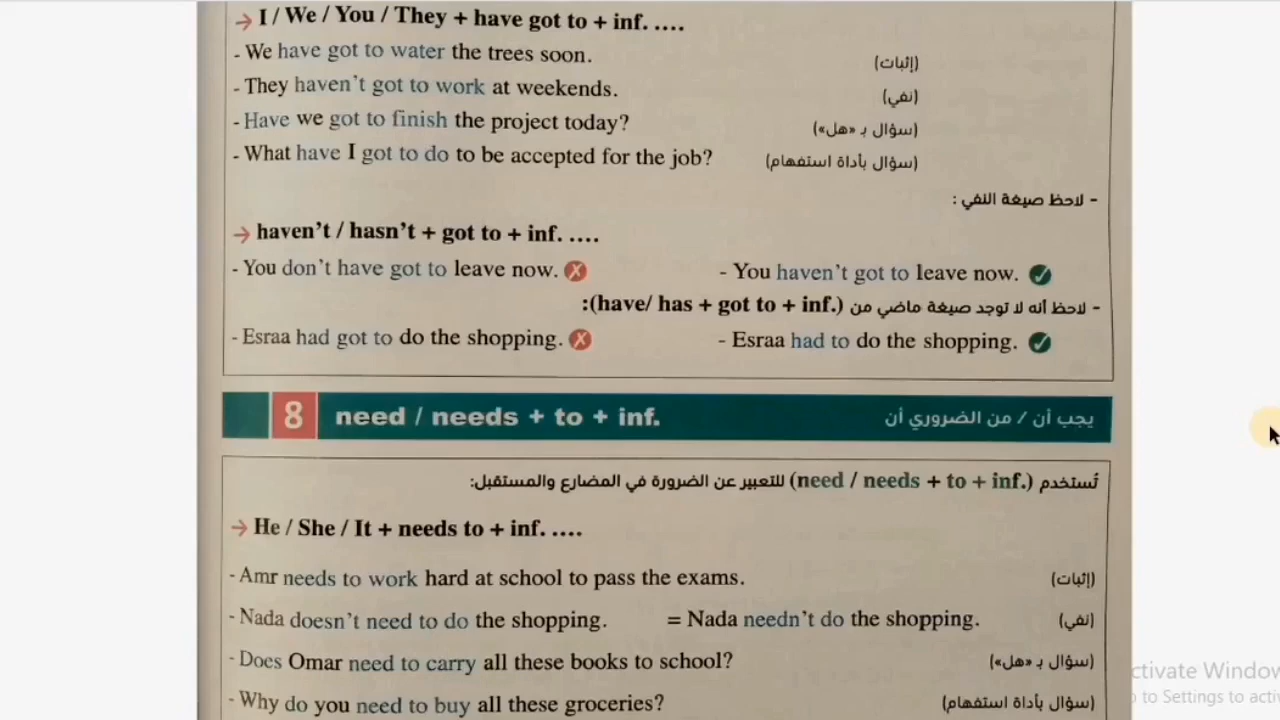 → I / We / You / They + have got to + inf. ....
- We have got to water the trees soon. (إثبات)
- They haven't got to work at weekends. (نفي)
- Have we got to finish the project today? (سؤال بـ «هل»)
- What have I got to do to be accepted for the job? (سؤال بأداة استفهام)
- لاحظ صيغة النفي :
→ haven't / hasn't + got to + inf. ....
- You don't have got to leave now. ✗ - You haven't got to leave now. ✓
- لاحظ أنه لا توجد صيغة ماضي من (have/ has + got to + inf.):
- Esraa had got to do the shopping. ✗ - Esraa had to do the shopping. ✓
8 need / needs + to + inf. يجب أن / من الضروري أن
تُستخدم (need / needs + to + inf.) للتعبير عن الضرورة في المضارع والمستقبل:
→ He / She / It + needs to + inf. ....
- Amr needs to work hard at school to pass the exams. (إثبات)
- Nada doesn't need to do the shopping. = Nada needn't do the shopping. (نفي)
- Does Omar need to carry all these books to school? (سؤال بـ «هل»)
- Why do you need to buy all these groceries? (سؤال بأداة استفهام)
ctivate Window
to Settings to activ